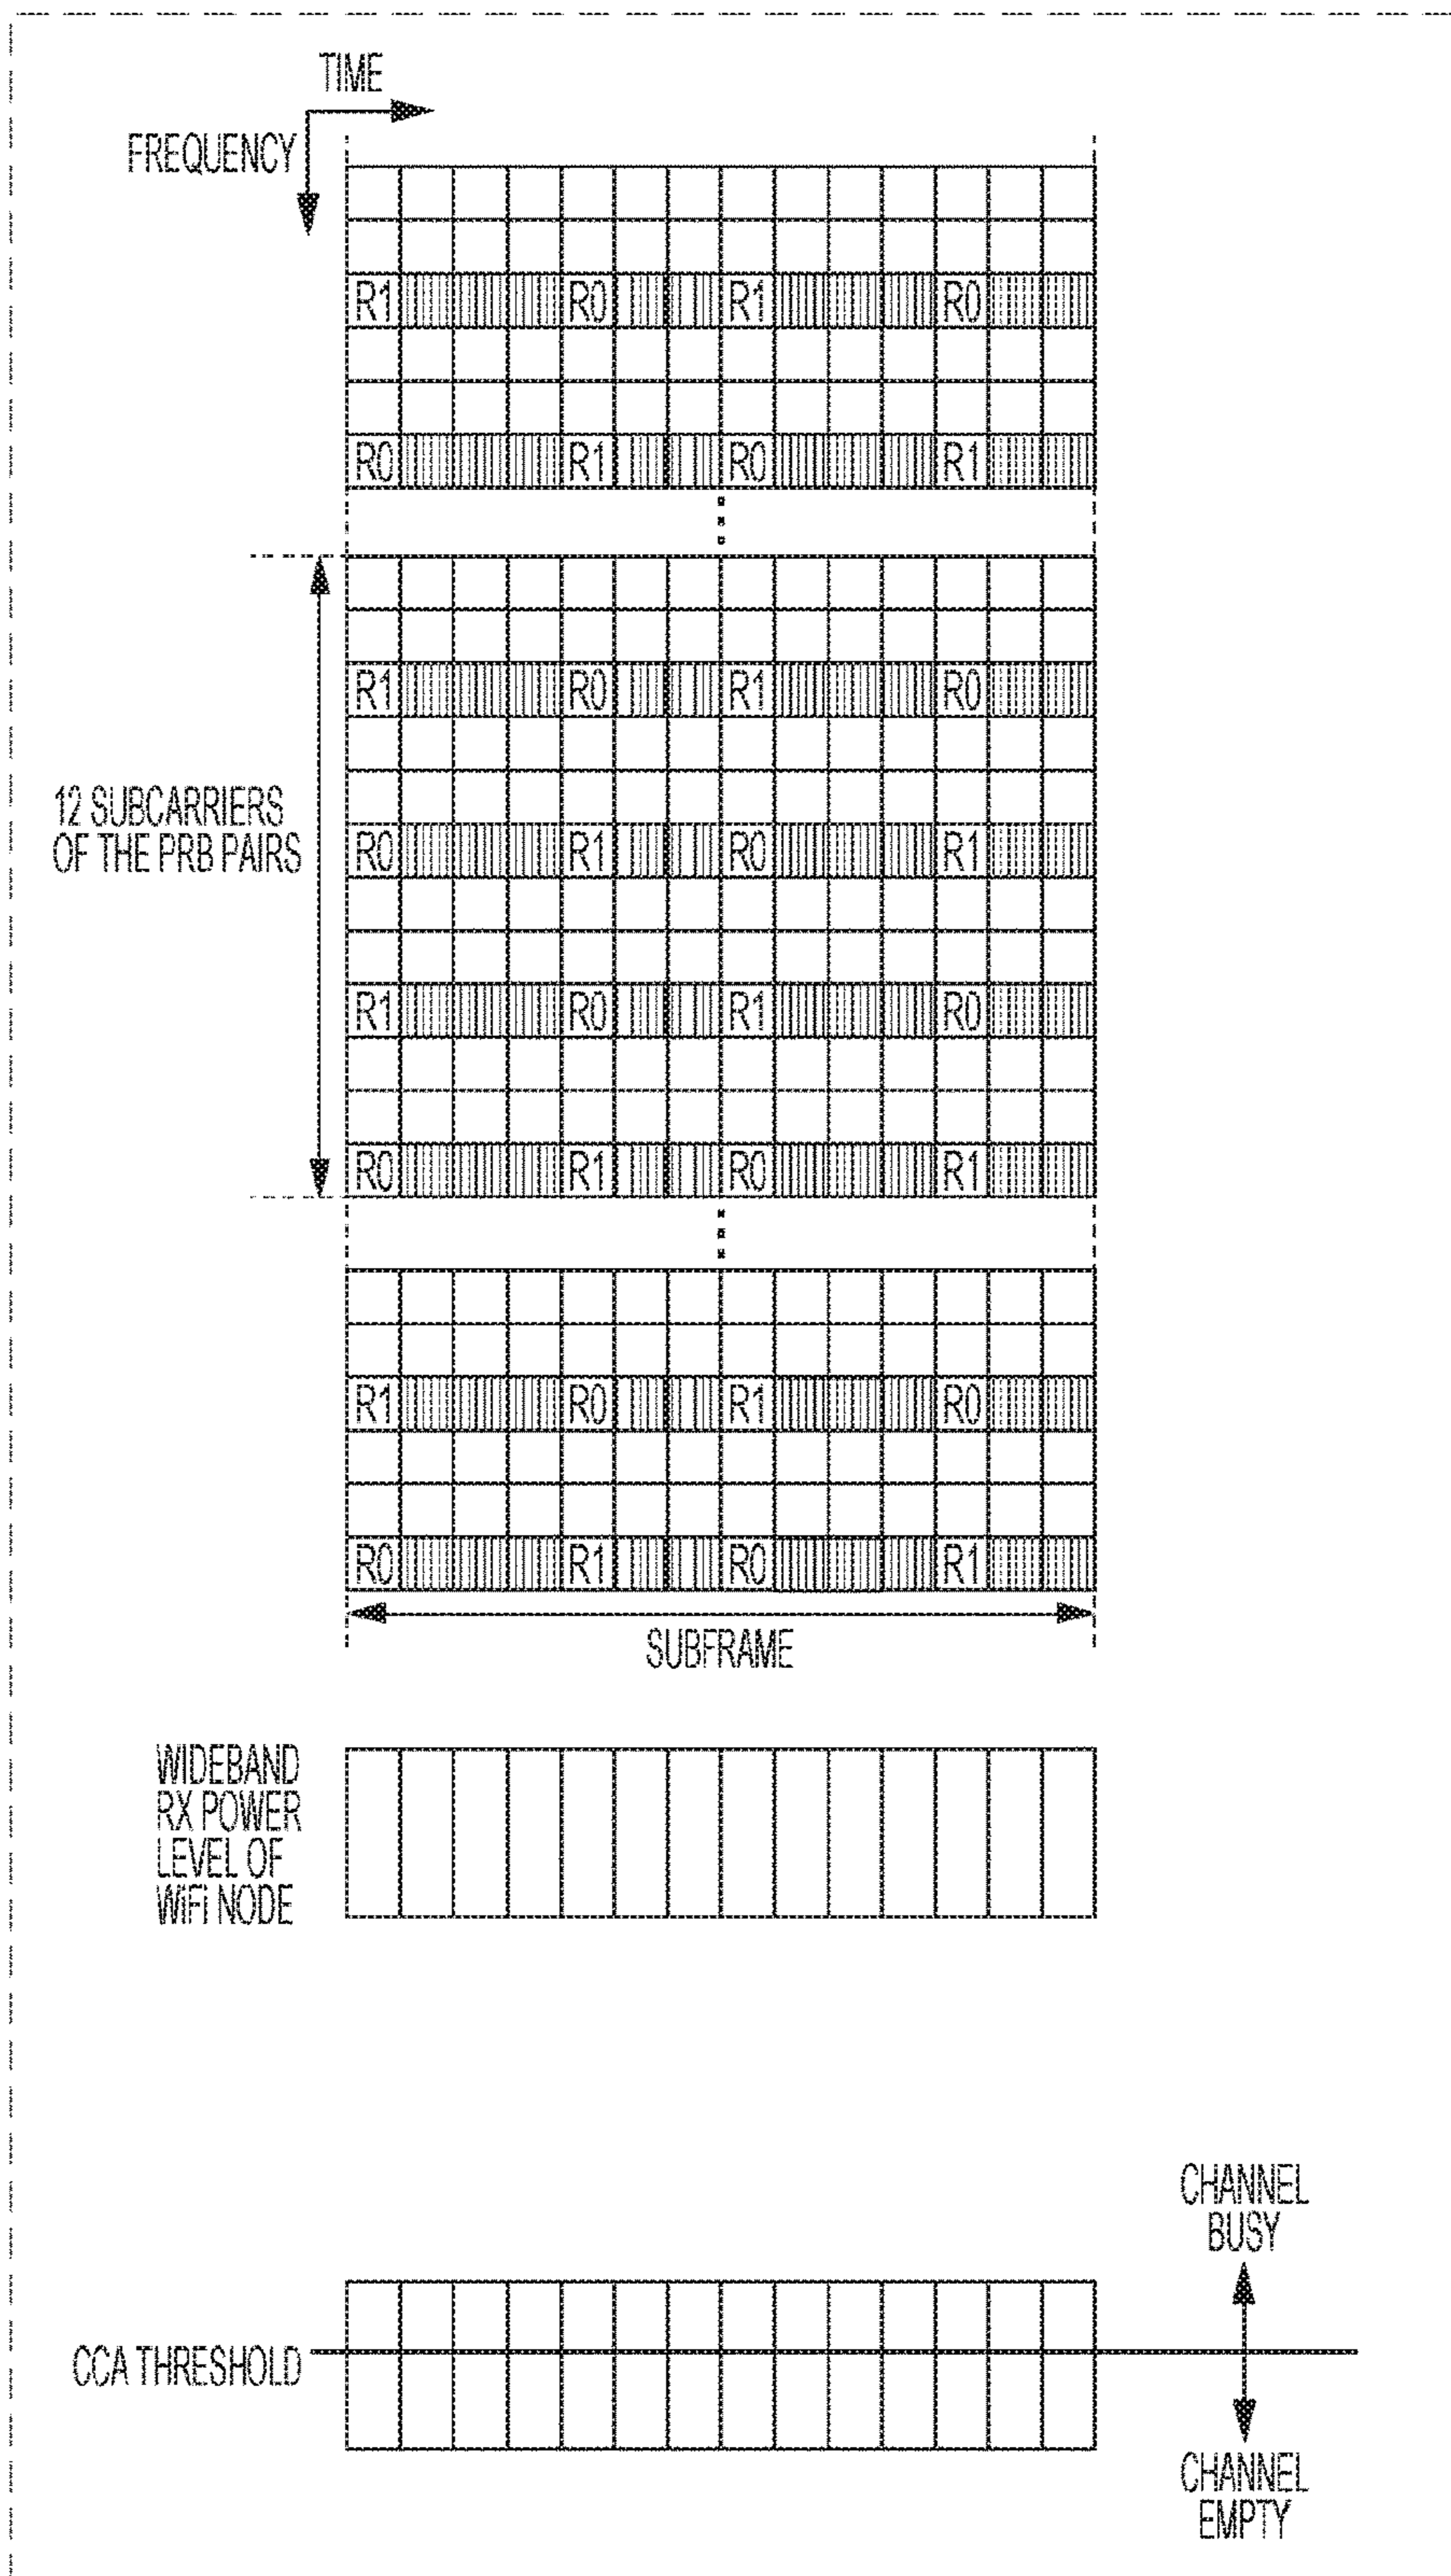 TIME
FREQUENCY
R1 R0 R1 R0
R0 R1 R0 R1
R1 R0 R1 R0
12 SUBCARRIERS
OF THE PRB PAIRS
R0 R1 R0 R1
R1 R0 R1 R0
R0 R1 R0 R1
R1 R0 R1 R0
R0 R1 R0 R1
SUBFRAME
WIDEBAND
RX POWER
LEVEL OF
WiFi NODE
CHANNEL
BUSY
CCA THRESHOLD
CHANNEL
EMPTY